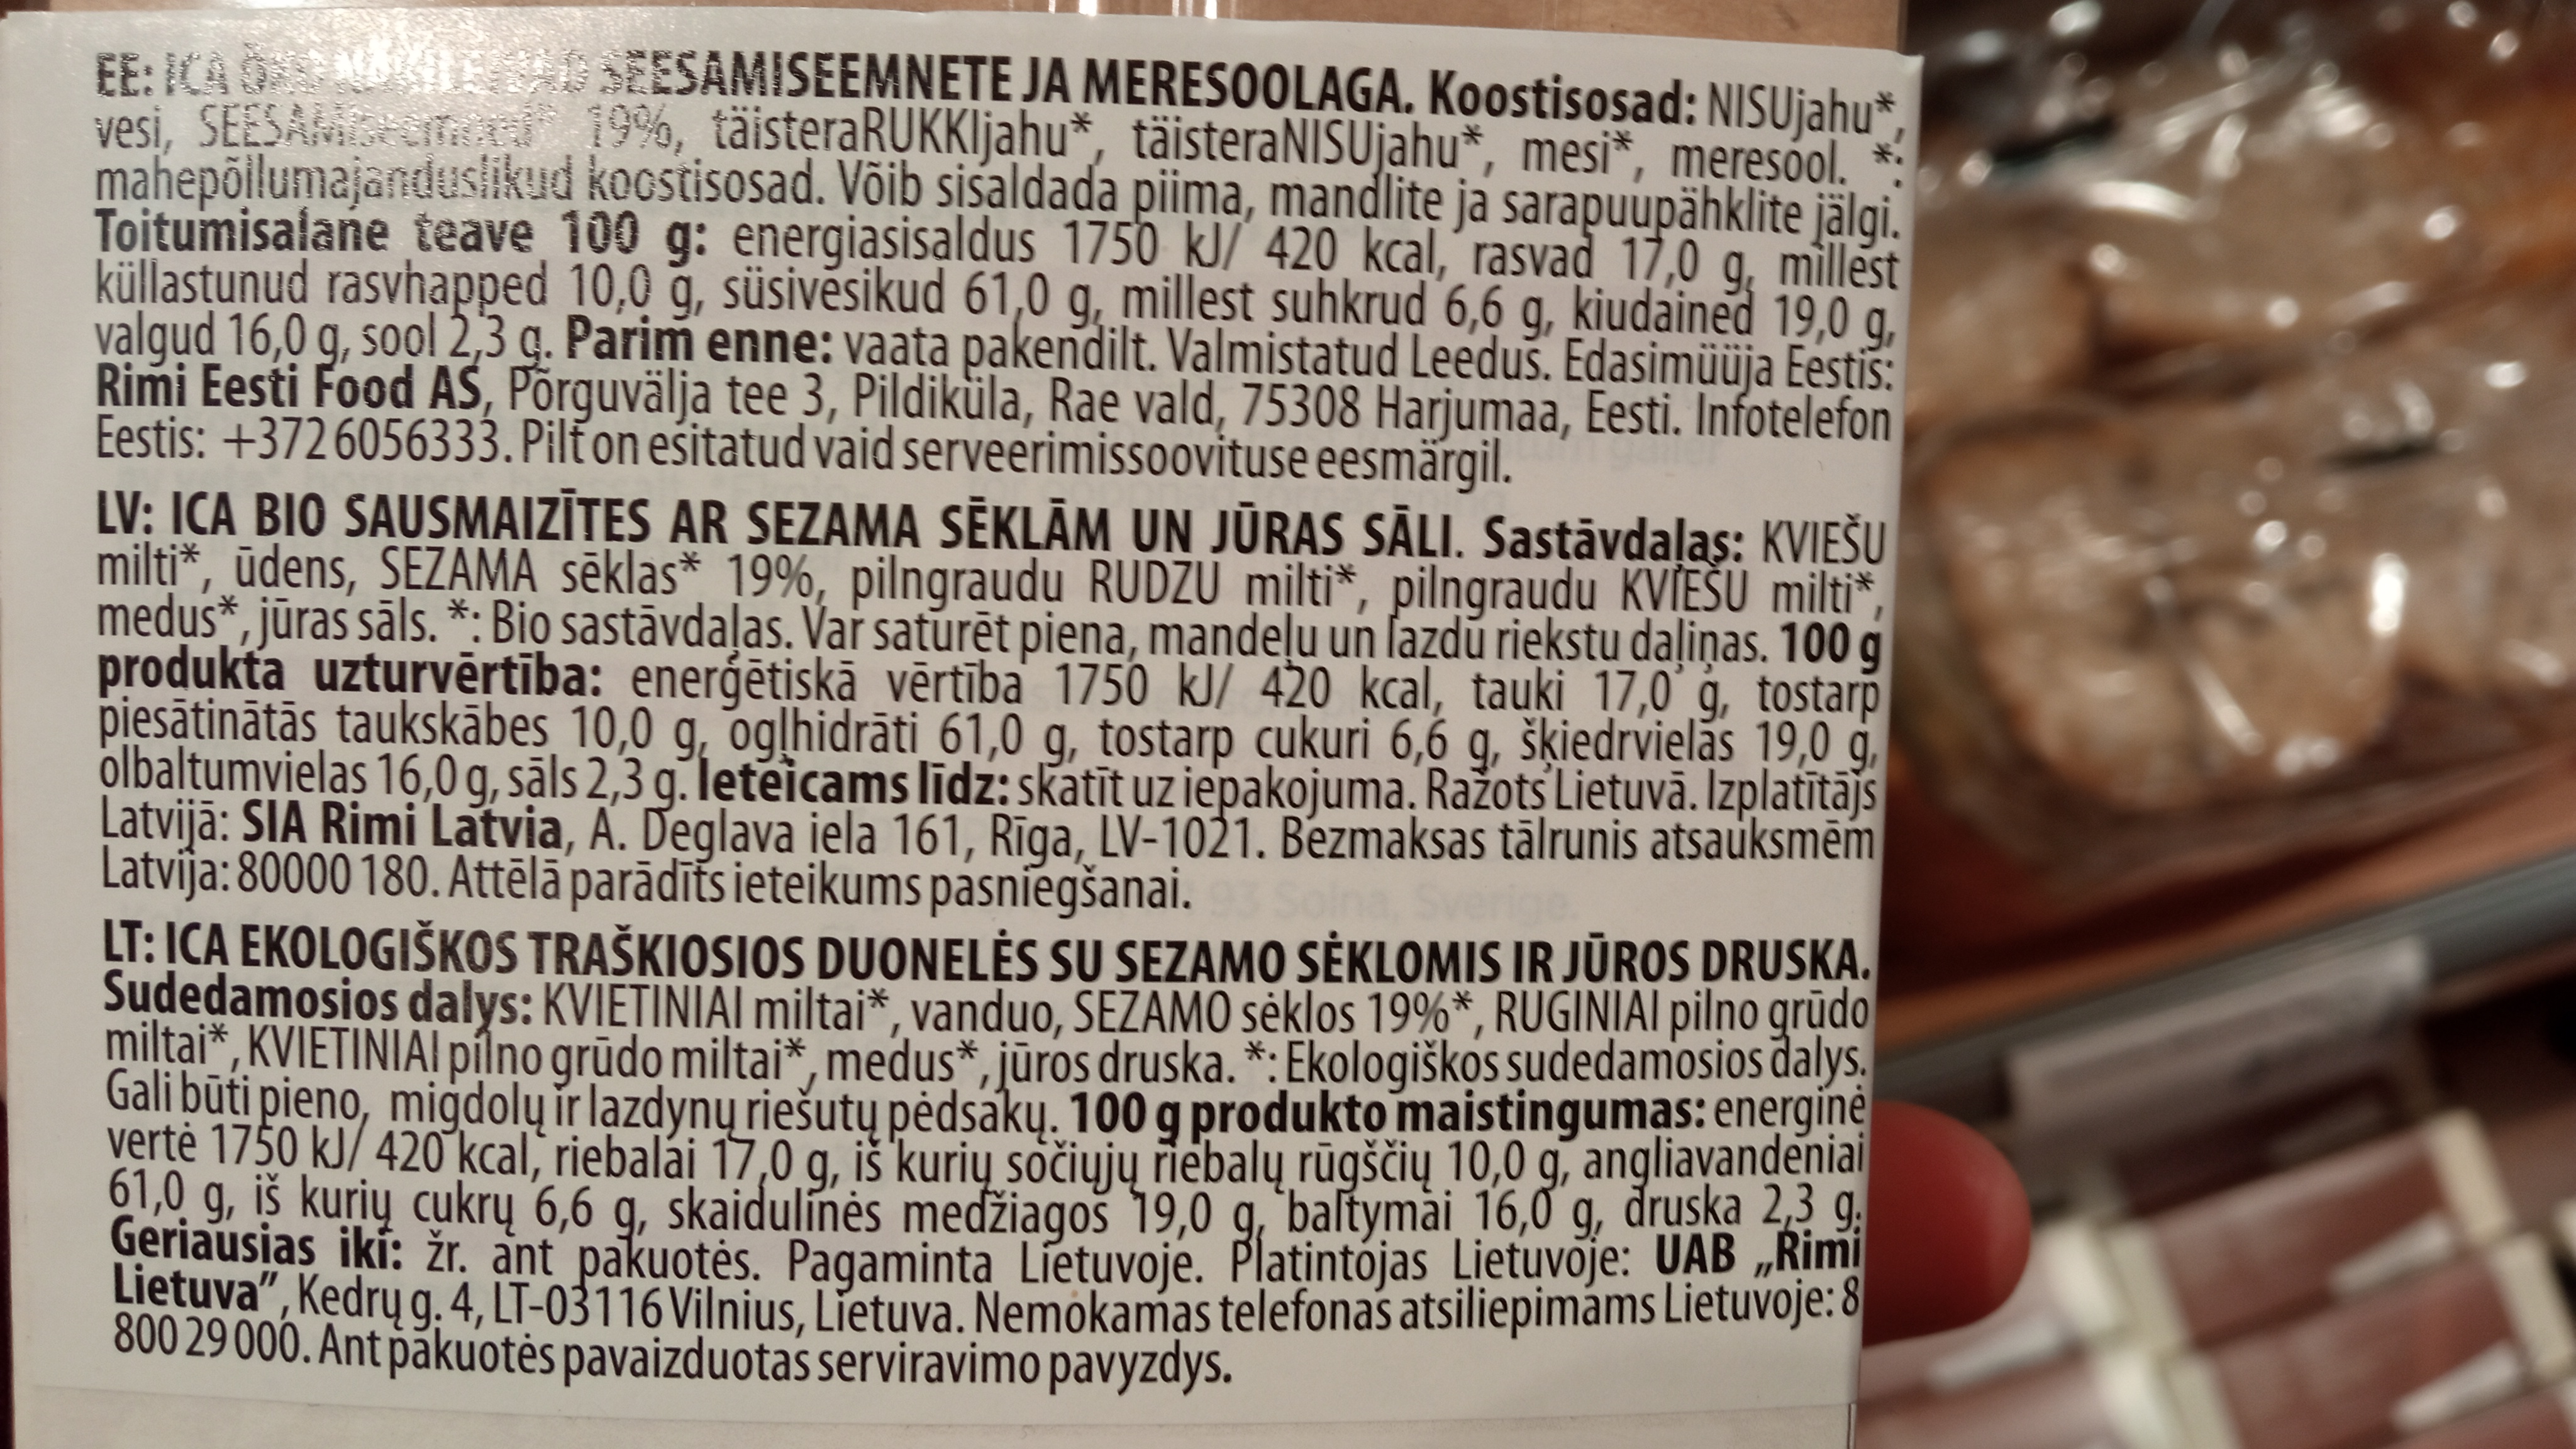 EE: ICA ÖKO SEESAMISEEMNETE JA MERESOOLAGA. Koostisosad: NISUjahu*,
vesi, SEESAMIseemned* 19%, täisteraRUKKIjahu*, täisteraNISUjahu*, mesi*, meresool. *:
mahepõllumajanduslikud koostisosad. Võib sisaldada piima, mandlite ja sarapuupähklite jälgi.
Toitumisalane teave 100 g: energiasisaldus 1750 kJ/ 420 kcal, rasvad 17,0 g, millest
küllastunud rasvhapped 10,0 g, süsivesikud 61,0 g, millest suhkrud 6,6 g, kiudained 19,0 g,
valgud 16,0 g, sool 2,3 g. Parim enne: vaata pakendilt. Valmistatud Leedus. Edasimüüja Eestis:
Rimi Eesti Food AS, Põrguvälja tee 3, Pildiküla, Rae vald, 75308 Harjumaa, Eesti. Infotelefon
Eestis: +372 6056333. Pilt on esitatud vaid serveerimissoovituse eesmärgil.
LV: ICA BIO SAUSMAIZĪTES AR SEZAMA SĒKLĀM UN JŪRAS SĀLI. Sastāvdaļas: KVIEŠU
milti*, ūdens, SEZAMA sēklas* 19%, pilngraudu RUDZU milti*, pilngraudu KVIEŠU milti*,
medus*, jūras sāls. *: Bio sastāvdaļas. Var saturēt piena, mandeļu un lazdu riekstu daļiņas. 100 g
produkta uzturvērtība: enerģētiskā vērtība 1750 kJ/ 420 kcal, tauki 17,0 g, tostarp
piesātinātās taukskābes 10,0 g, ogļhidrāti 61,0 g, tostarp cukuri 6,6 g, šķiedrvielas 19,0 g,
olbaltumvielas 16,0 g, sāls 2,3 g. Ieteicams līdz: skatīt uz iepakojuma. Ražots Lietuvā. Izplatītājs
Latvijā: SIA Rimi Latvia, A. Deglava iela 161, Rīga, LV-1021. Bezmaksas tālrunis atsauksmēm
Latvija: 80000 180. Attēlā parādīts ieteikums pasniegšanai.
93 Solna, Sverige.
LT: ICA EKOLOGIŠKOS TRAŠKIOSIOS DUONELĖS SU SEZAMO SĖKLOMIS IR JŪROS DRUSKA.
Sudedamosios dalys: KVIETINIAI miltai*, vanduo, SEZAMO sėklos 19%*, RUGINIAI pilno grūdo
miltai*, KVIETINIAI pilno grūdo miltai*, medus*, jūros druska. *: Ekologiškos sudedamosios dalys.
Gali būti pieno, migdolų ir lazdynų riešutų pėdsakų. 100 g produkto maistingumas: energinė
vertė 1750 kJ/ 420 kcal, riebalai 17,0 g, iš kurių sočiųjų riebalų rūgščių 10,0 g, angliavandeniai
61,0 g, iš kurių cukrų 6,6 g, skaidulinės medžiagos 19,0 g, baltymai 16,0 g, druska 2,3 g.
Geriausias iki: žr. ant pakuotės. Pagaminta Lietuvoje. Platintojas Lietuvoje: UAB „Rimi
Lietuva”, Kedrų g. 4, LT-03116 Vilnius, Lietuva. Nemokamas telefonas atsiliepimams Lietuvoje: 8
800 29 000. Ant pakuotės pavaizduotas serviravimo pavyzdys.